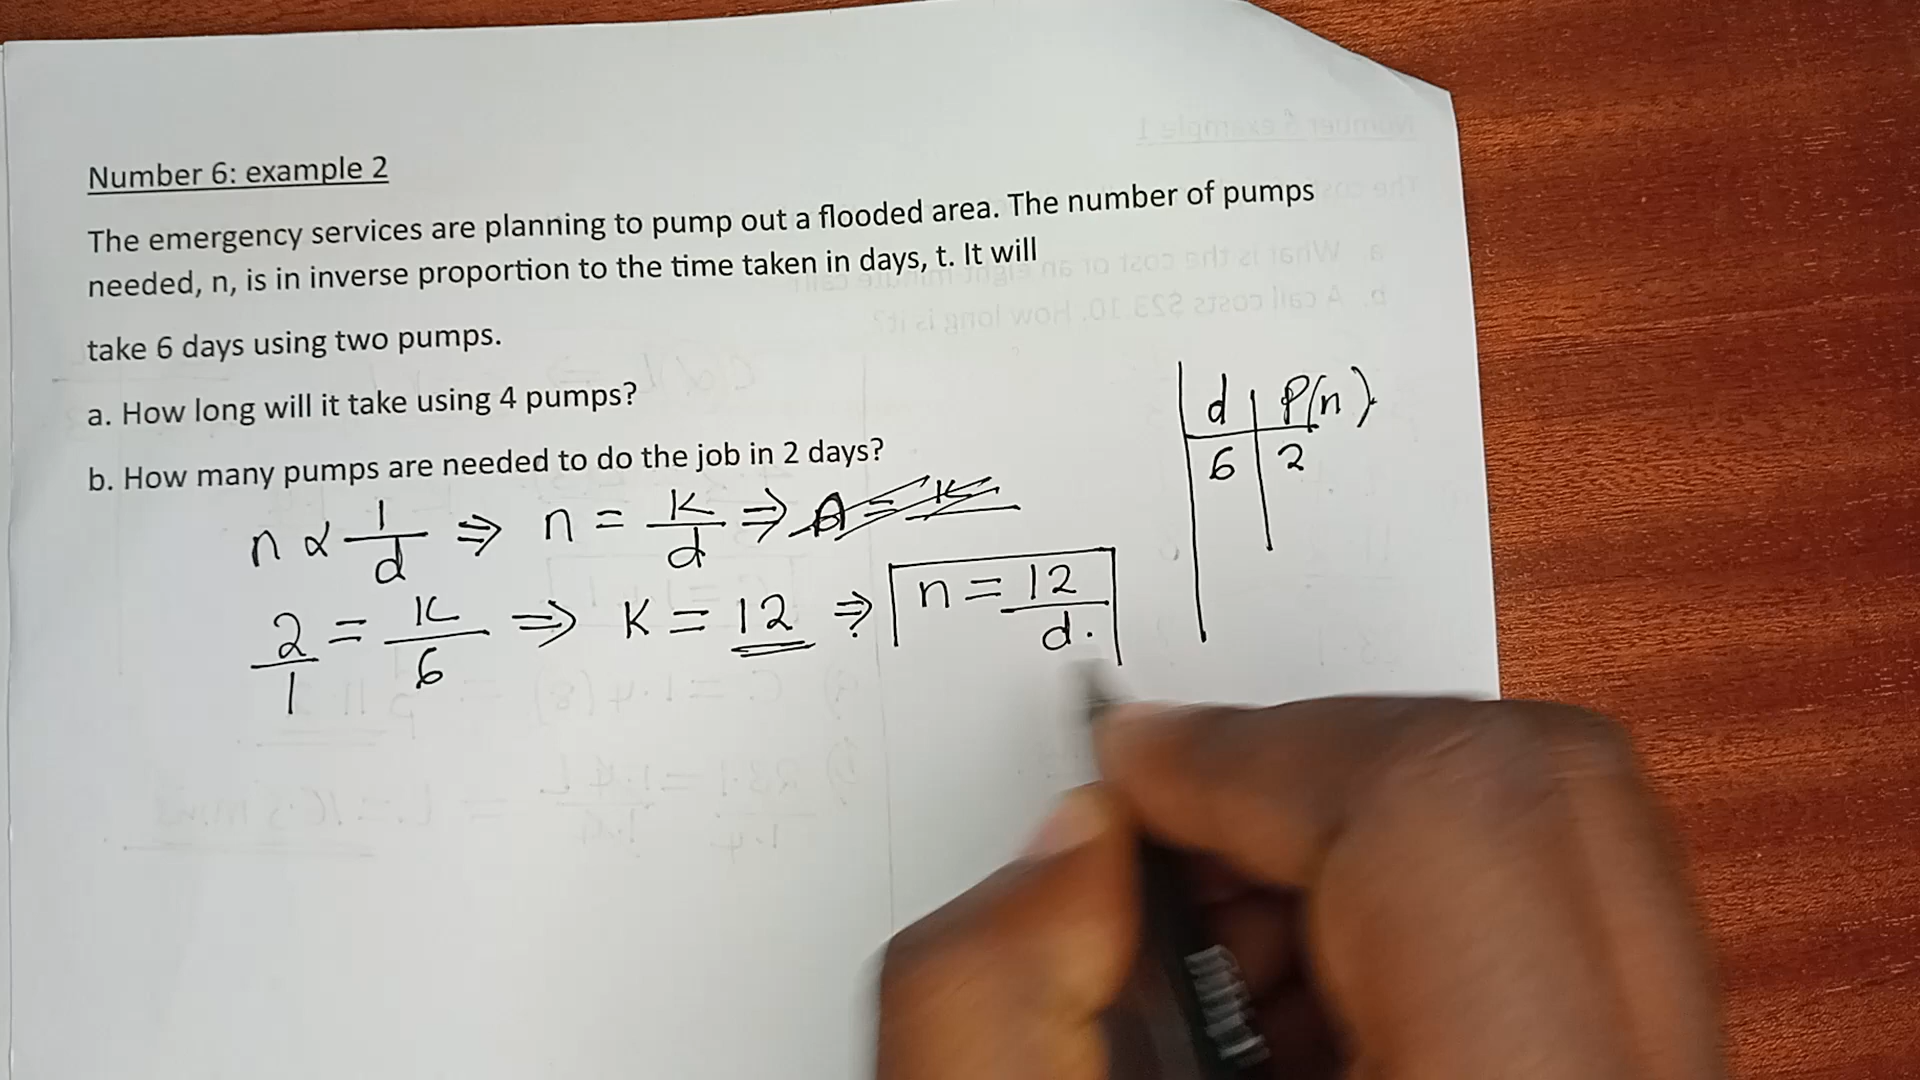 Number 6: example 2
The emergency services are planning to pump out a flooded area. The number of pumps
needed, n, is in inverse proportion to the time taken in days, t. It will
take 6 days using two pumps.
a. How long will it take using 4 pumps?
b. How many pumps are needed to do the job in 2 days?
d | P(n)
6 | 2
n ∝ 1/d ⇒ n = K/d ⇒
2/1 = K/6 ⇒ K = 12 ⇒ n = 12/d.